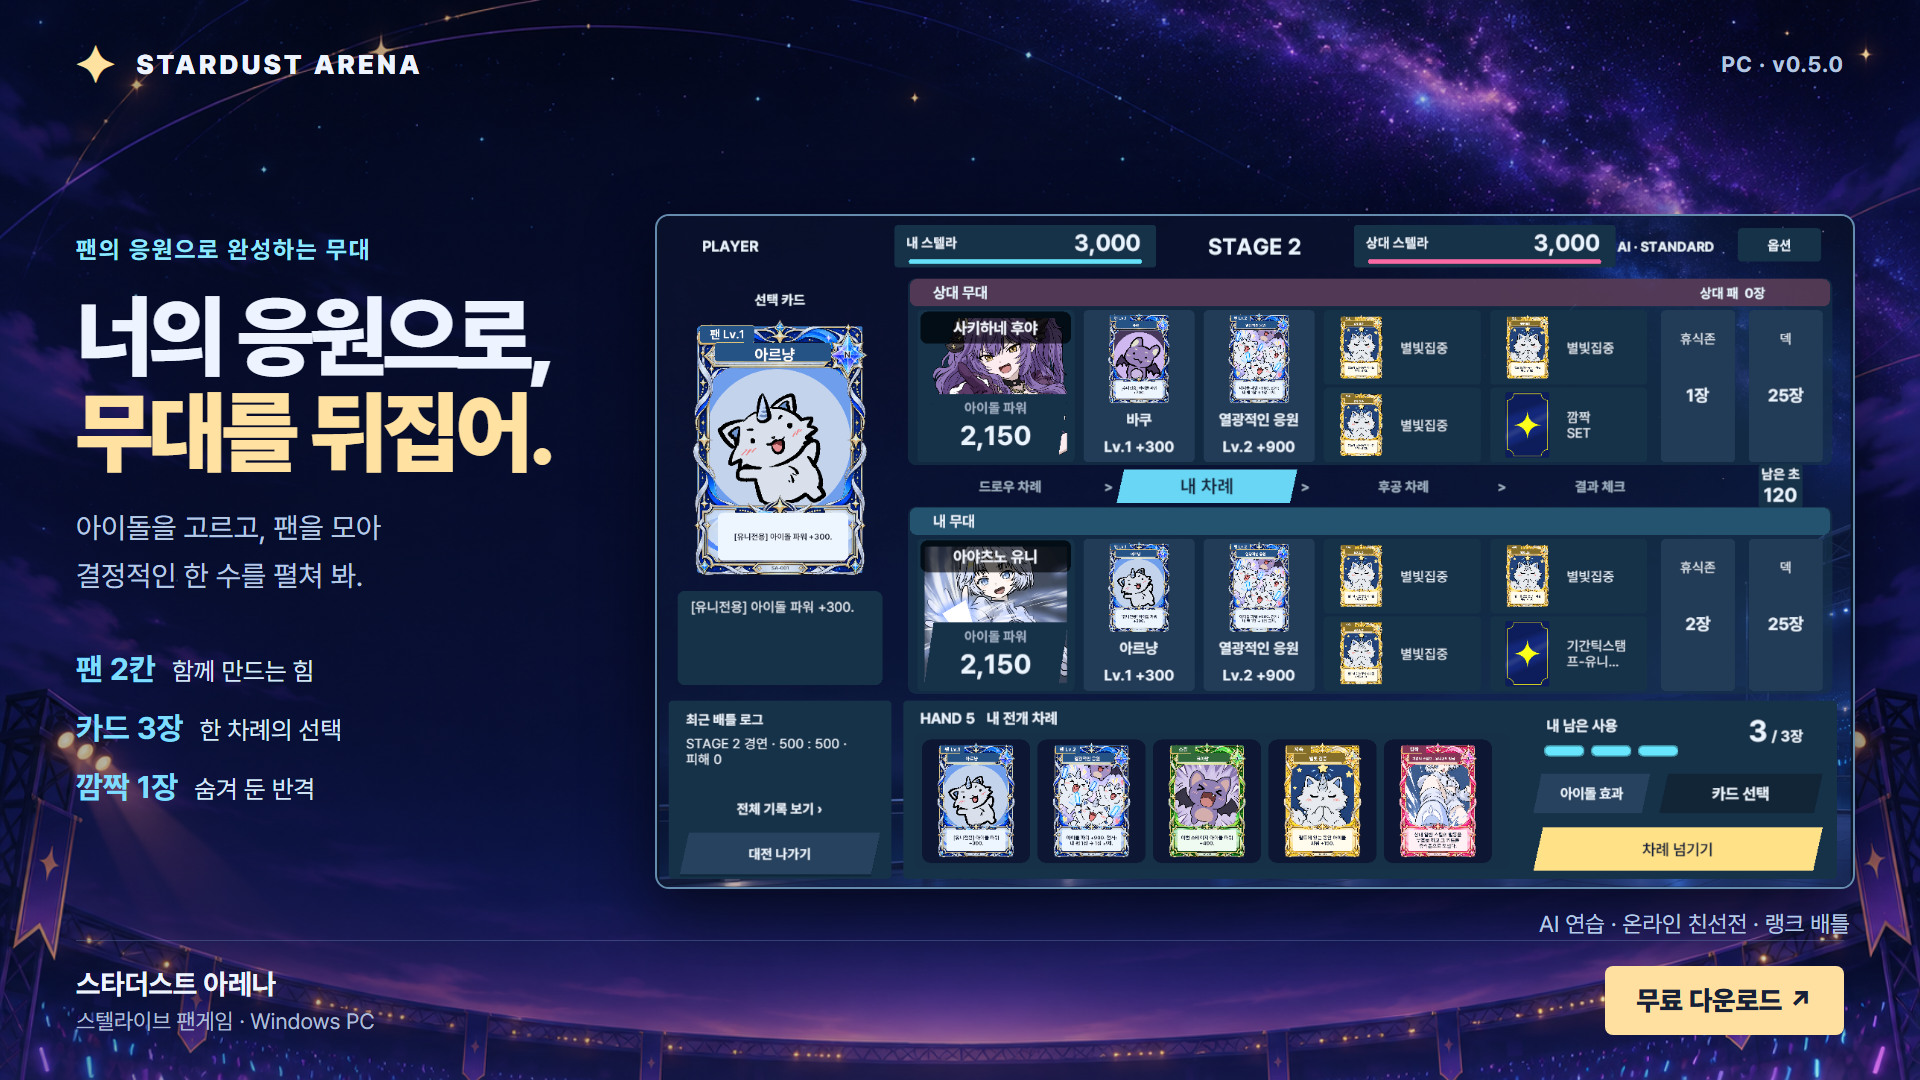 STARDUST ARENA
PC · v0.5.0
팬의 응원으로 완성하는 무대
너의 응원으로,
무대를 뒤집어.
아이돌을 고르고, 팬을 모아
결정적인 한 수를 펼쳐 봐.
팬 2칸 함께 만드는 힘
카드 3장 한 차례의 선택
깜짝 1장 숨겨 둔 반격
PLAYER
내 스텔라 3,000
STAGE 2
상대 스텔라 3,000
AI · STANDARD
옵션
선택 카드
팬 Lv.1
아르냥
[유니전용] 아이돌 파워 +300.
SA-001
[유니전용] 아이돌 파워 +300.
상대 무대
상대 패 0장
사키하네 후야
아이돌 파워
2,150
바쿠
Lv.1 +300
열광적인 응원
Lv.2 +900
별빛집중
별빛집중
별빛집중
깜짝
SET
휴식존
1장
덱
25장
드로우 차례 > 내 차례 > 후공 차례 > 결과 체크
남은 초
120
내 무대
아야츠노 유니
아이돌 파워
2,150
아르냥
Lv.1 +300
열광적인 응원
Lv.2 +900
별빛집중
별빛집중
별빛집중
기간틱스탬
프-유니...
휴식존
2장
덱
25장
최근 배틀 로그
STAGE 2 경연 · 500 : 500 ·
피해 0
전체 기록 보기 ›
대전 나가기
HAND 5 내 전개 차례
내 남은 사용
3 / 3장
아이돌 효과
카드 선택
차례 넘기기
AI 연습 · 온라인 친선전 · 랭크 배틀
스타더스트 아레나
스텔라이브 팬게임 · Windows PC
무료 다운로드 ↗